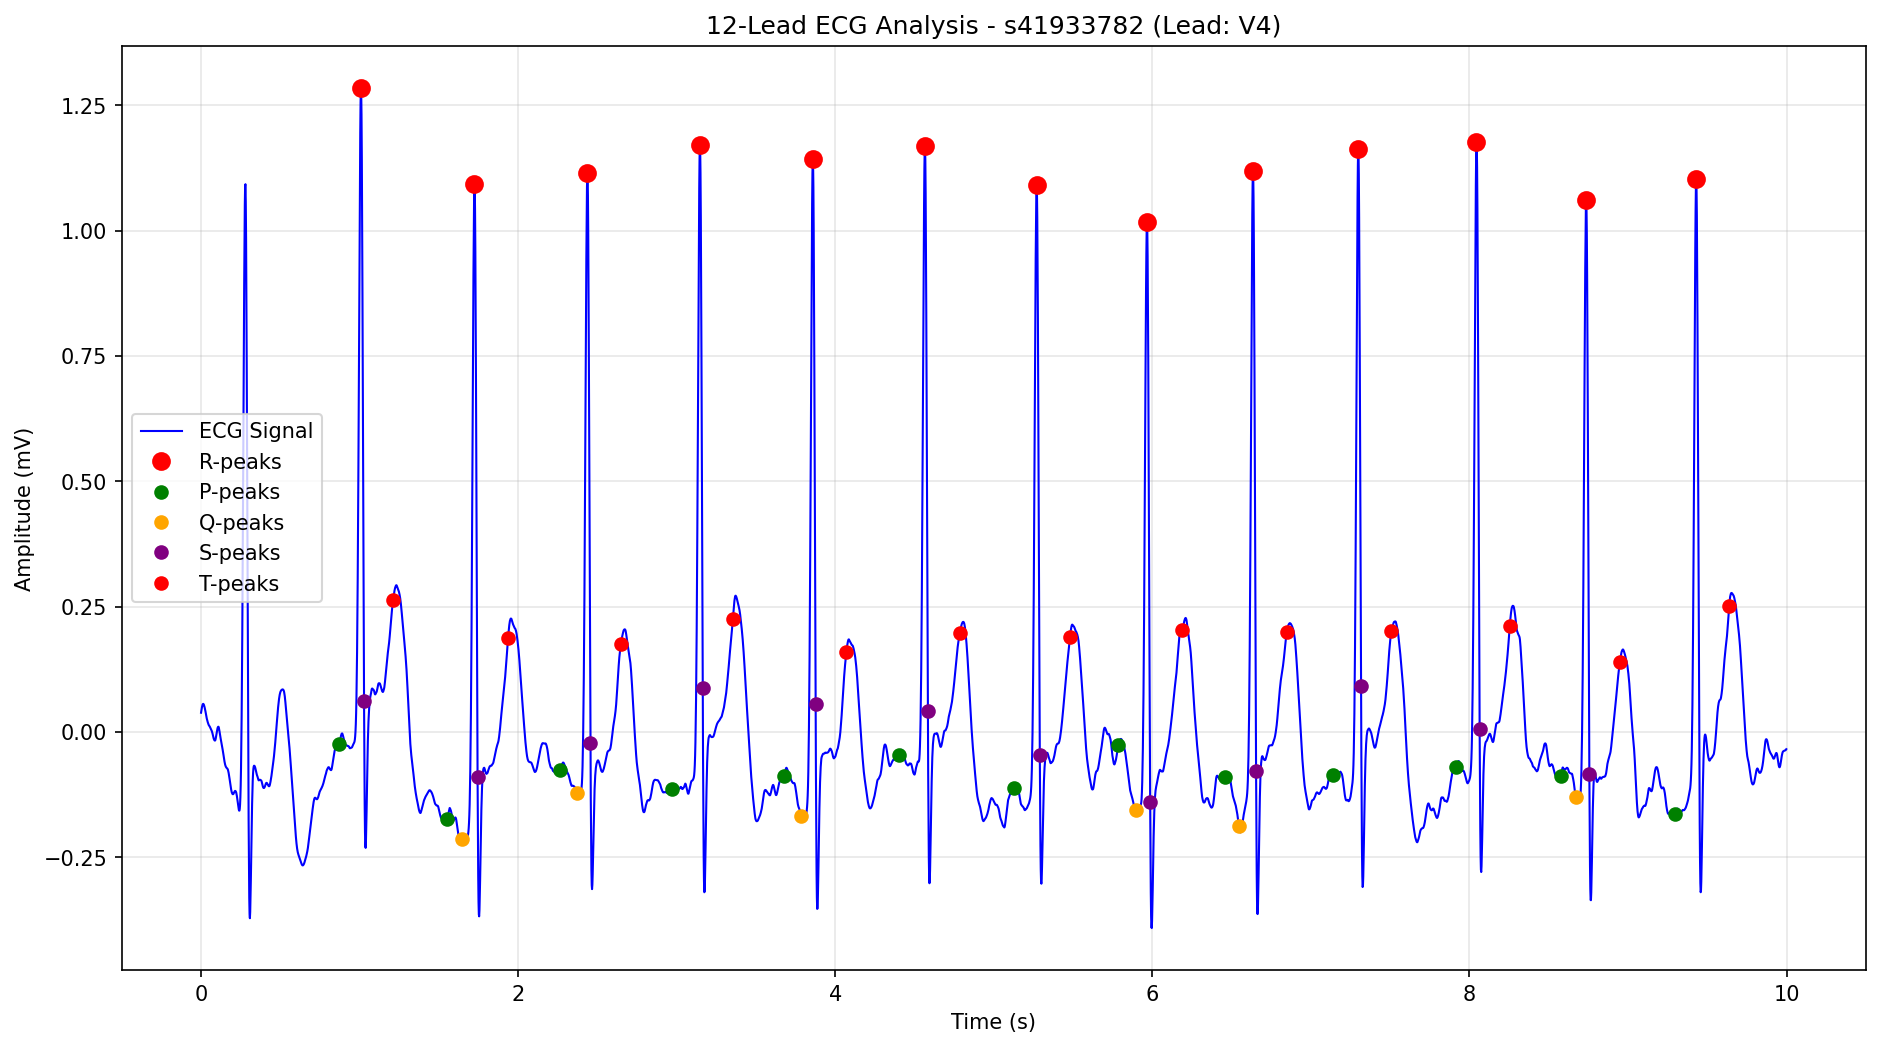 12-Lead ECG Analysis - s41933782 (Lead: V4)
Amplitude (mV)
1.25
1.00
0.75
0.50
0.25
0.00
−0.25
ECG Signal
R-peaks
P-peaks
Q-peaks
S-peaks
T-peaks
0 2 4 6 8 10
Time (s)